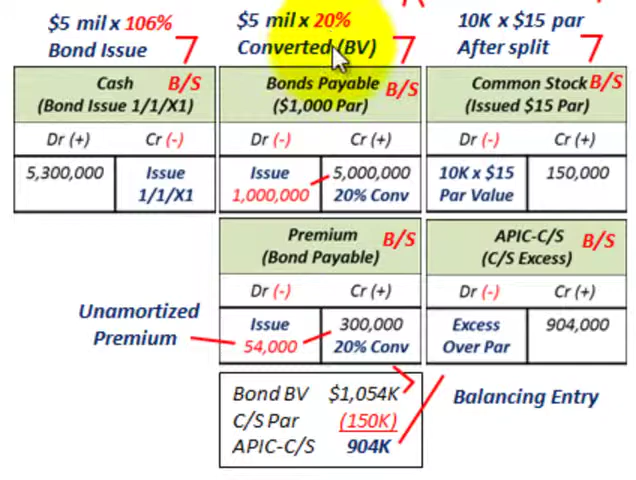 $5 mil x 106%
Bond Issue
$5 mil x 20%
Converted (BV)
10K x $15 par
After split
Cash B/S
(Bond Issue 1/1/X1)
Dr (+) Cr (-)
5,300,000 Issue
1/1/X1
Bonds Payable B/S
($1,000 Par)
Dr (-) Cr (+)
Issue 5,000,000
1,000,000 20% Conv
Common Stock B/S
(Issued $15 Par)
Dr (-) Cr (+)
10K x $15 150,000
Par Value
Premium B/S
(Bond Payable)
Dr (-) Cr (+)
Issue 300,000
54,000 20% Conv
APIC-C/S B/S
(C/S Excess)
Dr (-) Cr (+)
Excess 904,000
Over Par
Unamortized
Premium
Bond BV $1,054K
C/S Par (150K)
APIC-C/S 904K
Balancing Entry